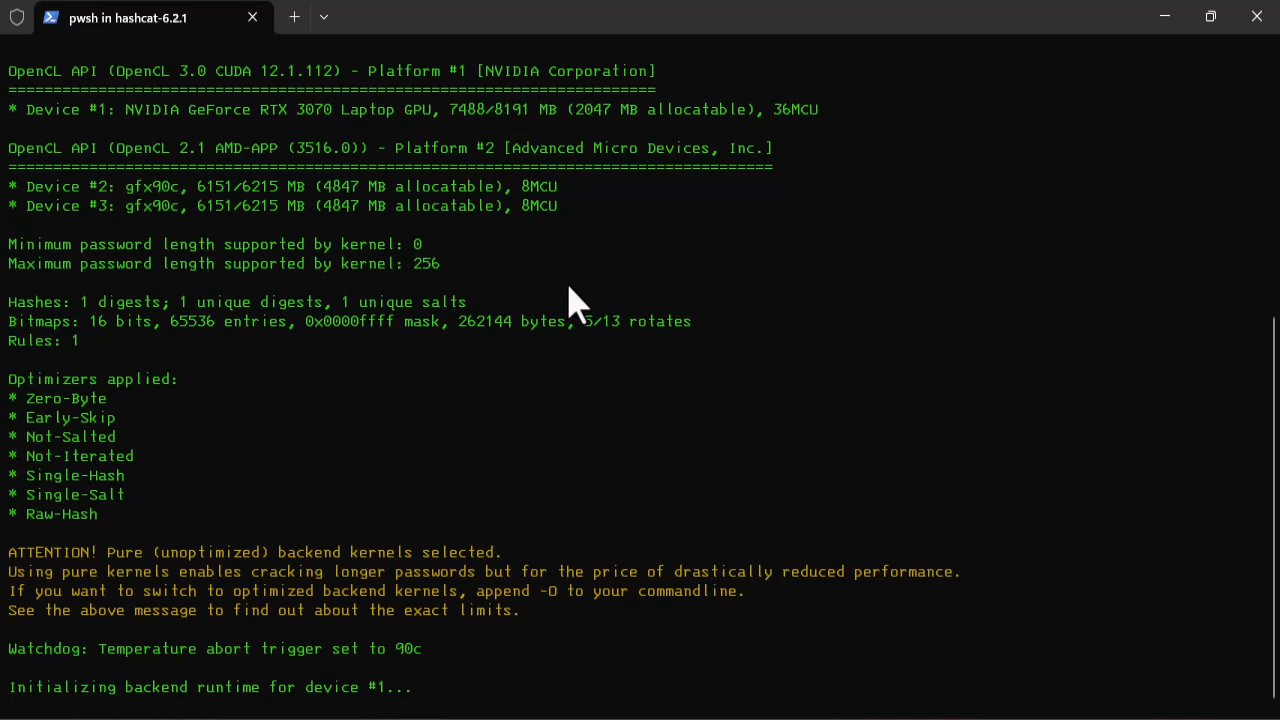 pwsh in hashcat-6.2.1
OpenCL API (OpenCL 3.0 CUDA 12.1.112) - Platform #1 [NVIDIA Corporation]
========================================================================
* Device #1: NVIDIA GeForce RTX 3070 Laptop GPU, 7488/8191 MB (2047 MB allocatable), 36MCU
OpenCL API (OpenCL 2.1 AMD-APP (3516.0)) - Platform #2 [Advanced Micro Devices, Inc.]
=====================================================================================
* Device #2: gfx90c, 6151/6215 MB (4847 MB allocatable), 8MCU
* Device #3: gfx90c, 6151/6215 MB (4847 MB allocatable), 8MCU
Minimum password length supported by kernel: 0
Maximum password length supported by kernel: 256
Hashes: 1 digests; 1 unique digests, 1 unique salts
Bitmaps: 16 bits, 65536 entries, 0x0000ffff mask, 262144 bytes, 5/13 rotates
Rules: 1
Optimizers applied:
* Zero-Byte
* Early-Skip
* Not-Salted
* Not-Iterated
* Single-Hash
* Single-Salt
* Raw-Hash
ATTENTION! Pure (unoptimized) backend kernels selected.
Using pure kernels enables cracking longer passwords but for the price of drastically reduced performance.
If you want to switch to optimized backend kernels, append -O to your commandline.
See the above message to find out about the exact limits.
Watchdog: Temperature abort trigger set to 90c
Initializing backend runtime for device #1...